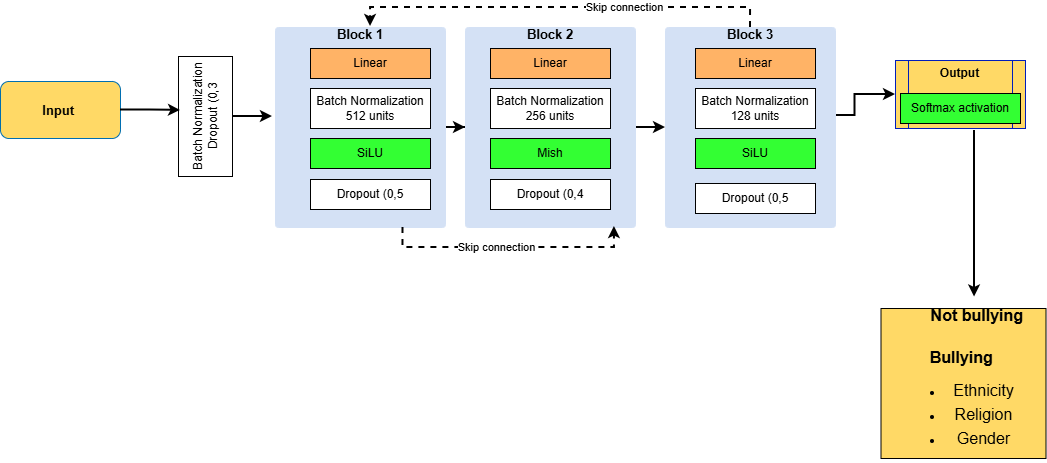 Skip connection
Input
Batch Normalization
Dropout (0,3
Block 1
Linear
Batch Normalization
512 units
SiLU
Dropout (0,5
Block 2
Linear
Batch Normalization
256 units
Mish
Dropout (0,4
Block 3
Linear
Batch Normalization
128 units
SiLU
Dropout (0,5
Skip connection
Output
Softmax activation
Not bullying
Bullying
• Ethnicity
• Religion
• Gender